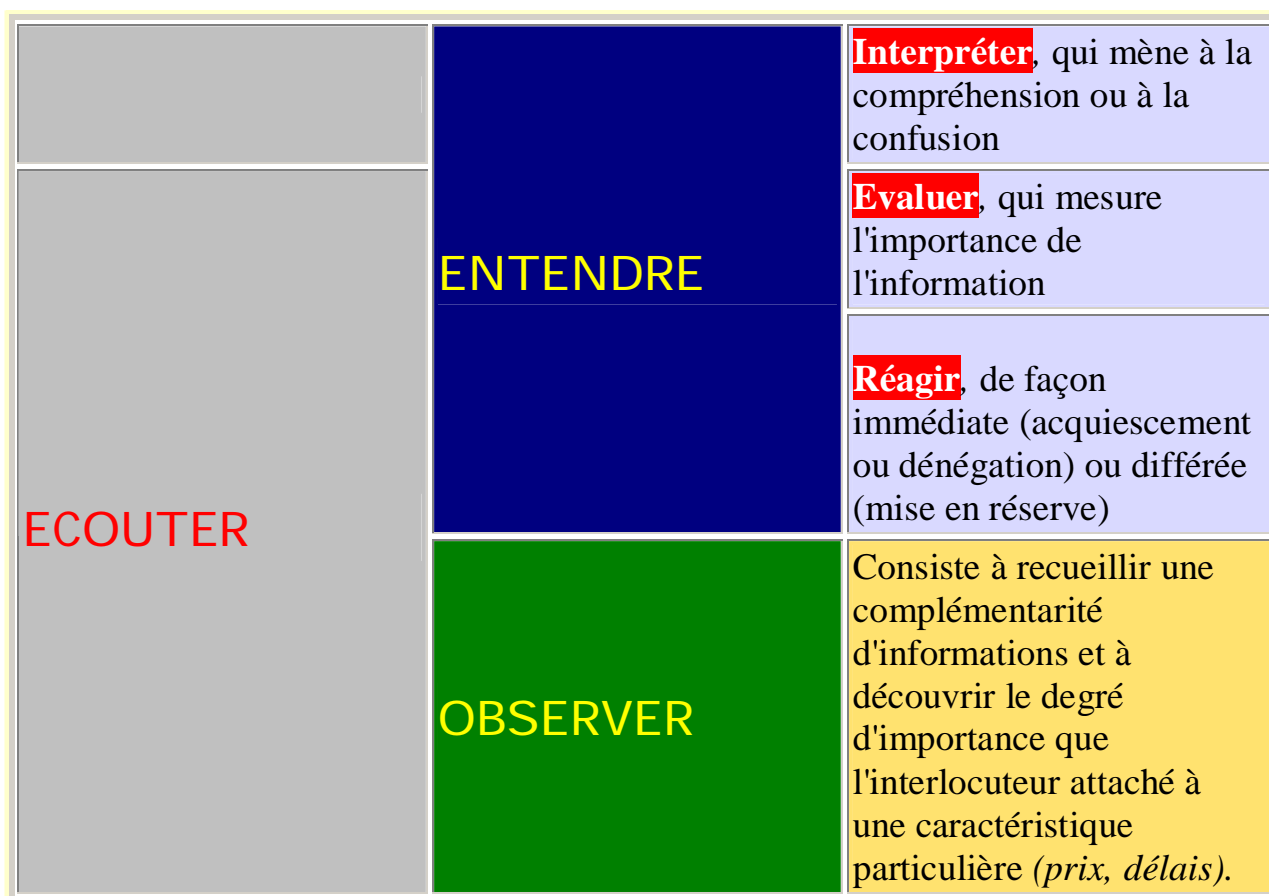 Interpréter, qui mène à la
compréhension ou à la
confusion
ECOUTER
ENTENDRE
Evaluer, qui mesure
l'importance de
l'information
Réagir, de façon
immédiate (acquiescement
ou dénégation) ou différée
(mise en réserve)
OBSERVER
Consiste à recueillir une
complémentarité
d'informations et à
découvrir le degré
d'importance que
l'interlocuteur attaché à
une caractéristique
particulière (prix, délais).